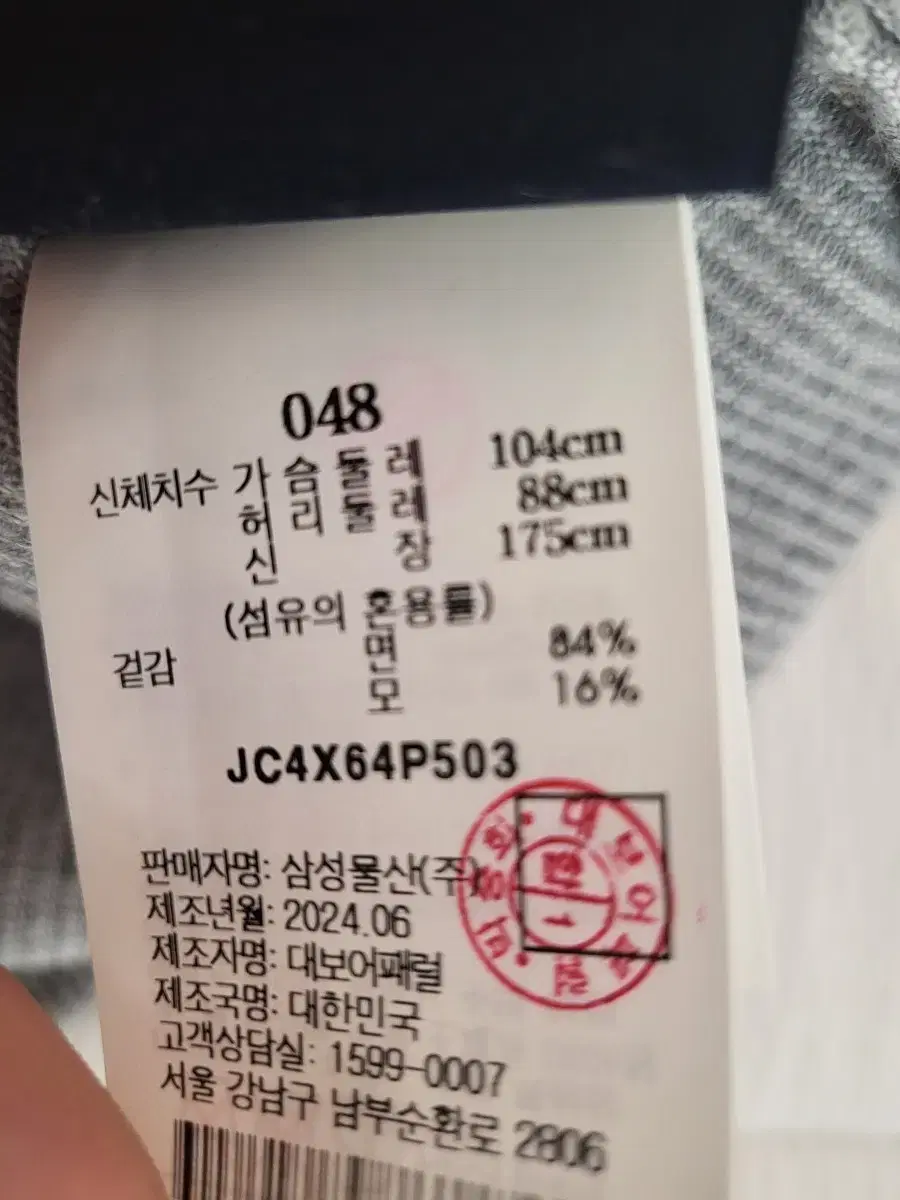 048
신체치수 가슴둘레 104cm
허리둘레 88cm
신장 175cm
(섬유의 혼용률)
겉감 면 84%
모 16%
JC4X64P503
판매자명: 삼성물산(주)
제조년월: 2024.06
제조자명: 대보어패럴
제조국명: 대한민국
고객상담실: 1599-0007
서울 강남구 남부순환로 2806